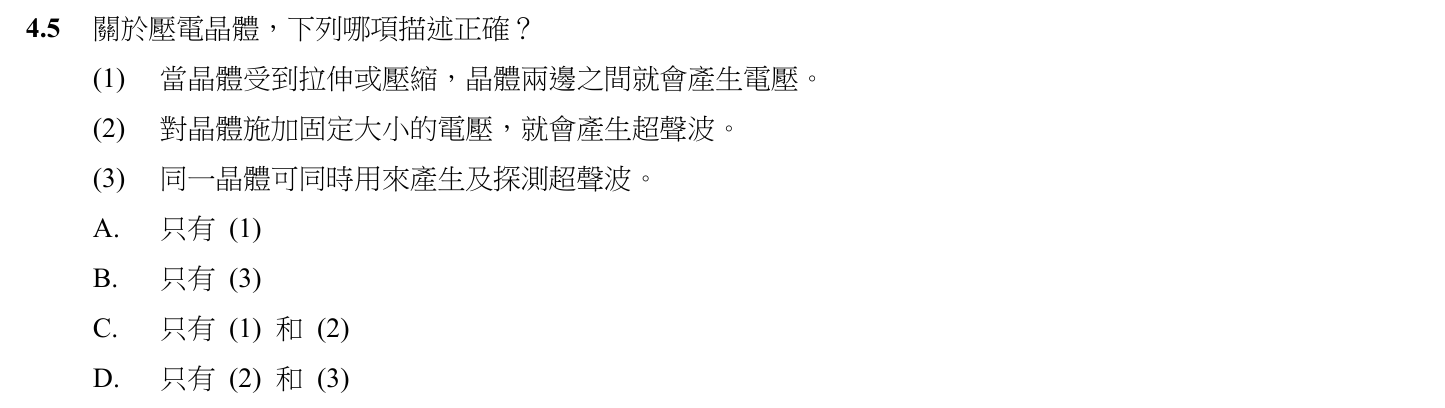 4.5 關於壓電晶體，下列哪項描述正確？
(1) 當晶體受到拉伸或壓縮，晶體兩邊之間就會產生電壓。
(2) 對晶體施加固定大小的電壓，就會產生超聲波。
(3) 同一晶體可同時用來產生及探測超聲波。
A. 只有 (1)
B. 只有 (3)
C. 只有 (1) 和 (2)
D. 只有 (2) 和 (3)